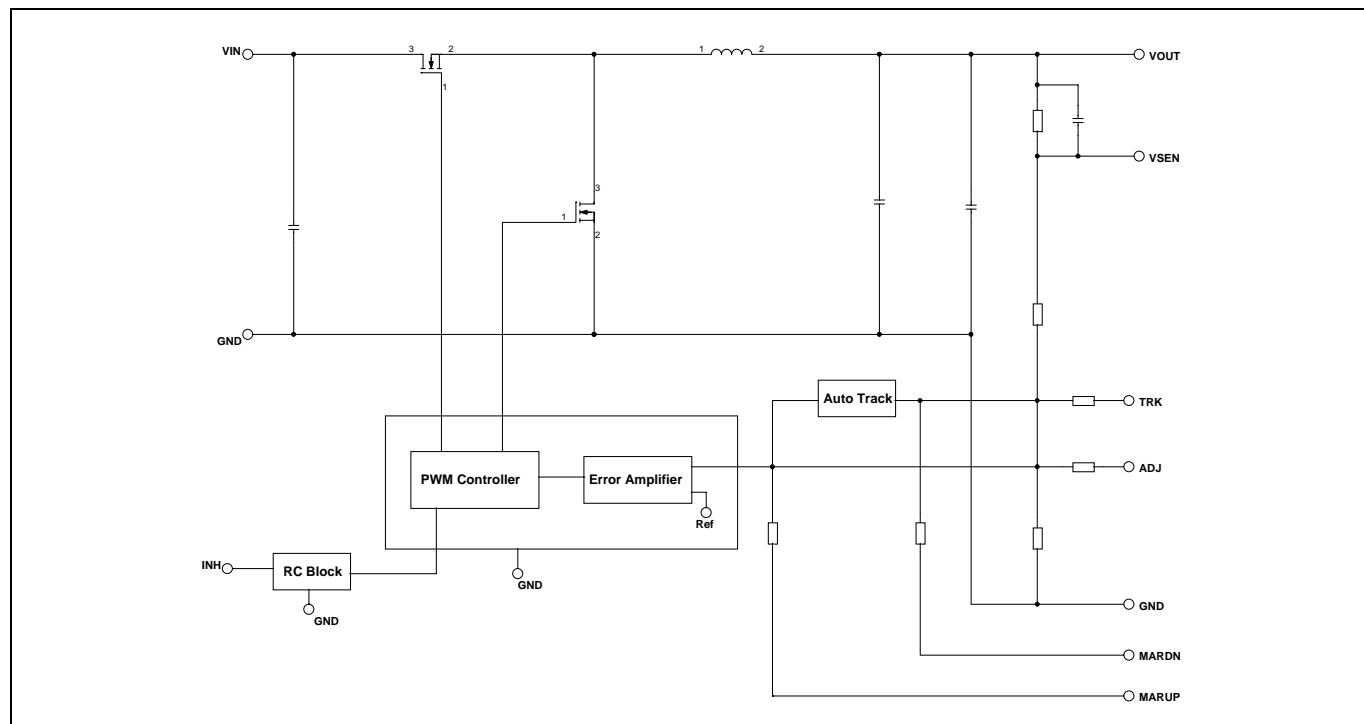 VIN
3
2
1
1
2
VOUT
VSEN
3
1
2
GND
Auto Track
TRK
ADJ
PWM Controller
Error Amplifier
Ref
INH
RC Block
GND
GND
GND
MARDN
MARUP